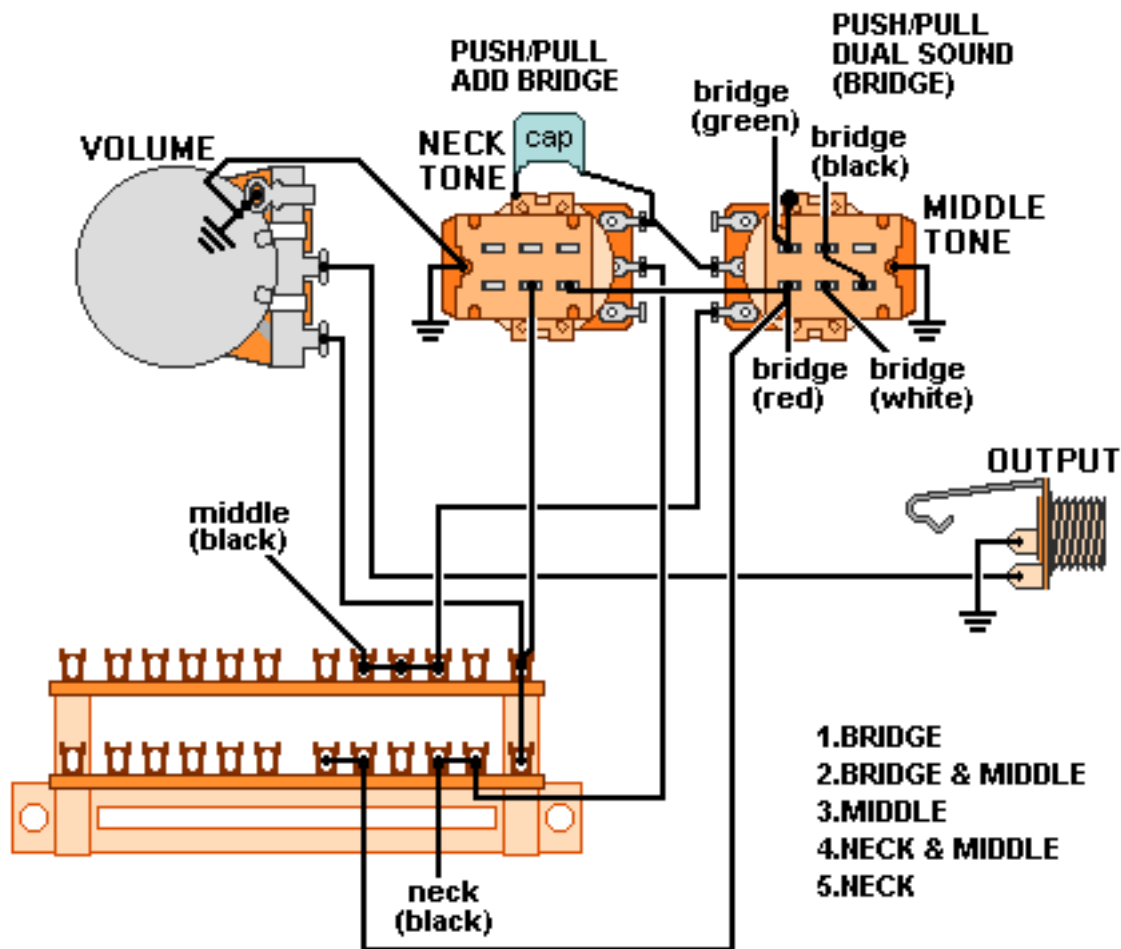 PUSH/PULL
ADD BRIDGE
PUSH/PULL
DUAL SOUND
(BRIDGE)
bridge
(green)
bridge
(black)
VOLUME
NECK
TONE
cap
MIDDLE
TONE
bridge
(red)
bridge
(white)
OUTPUT
middle
(black)
neck
(black)
1.BRIDGE
2.BRIDGE & MIDDLE
3.MIDDLE
4.NECK & MIDDLE
5.NECK